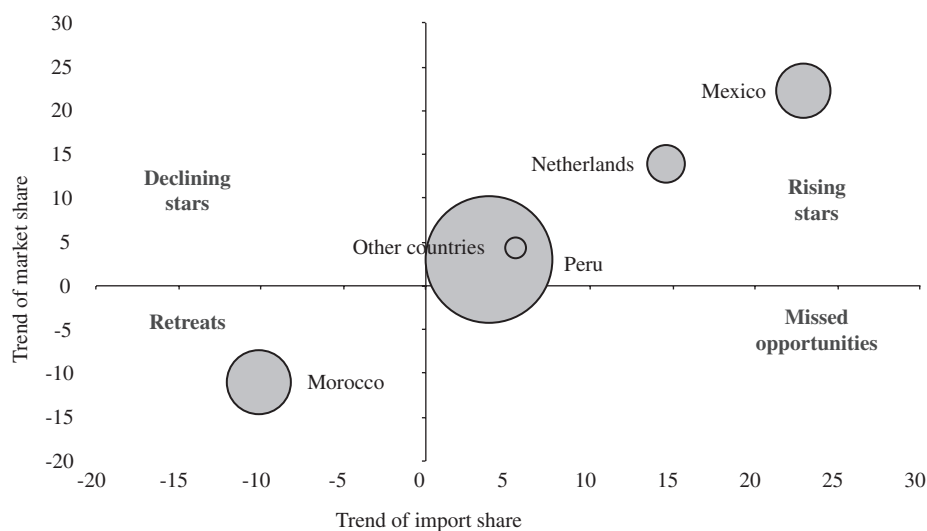 30
25
Mexico
20
15
Netherlands
Declining
stars
Rising
stars
10
5
Other countries
Peru
0
Retreats
Missed
opportunities
-5
-10
Morocco
-15
-20
-20 -15 -10 -5 0 5 10 15 20 25 30
Trend of market share
Trend of import share